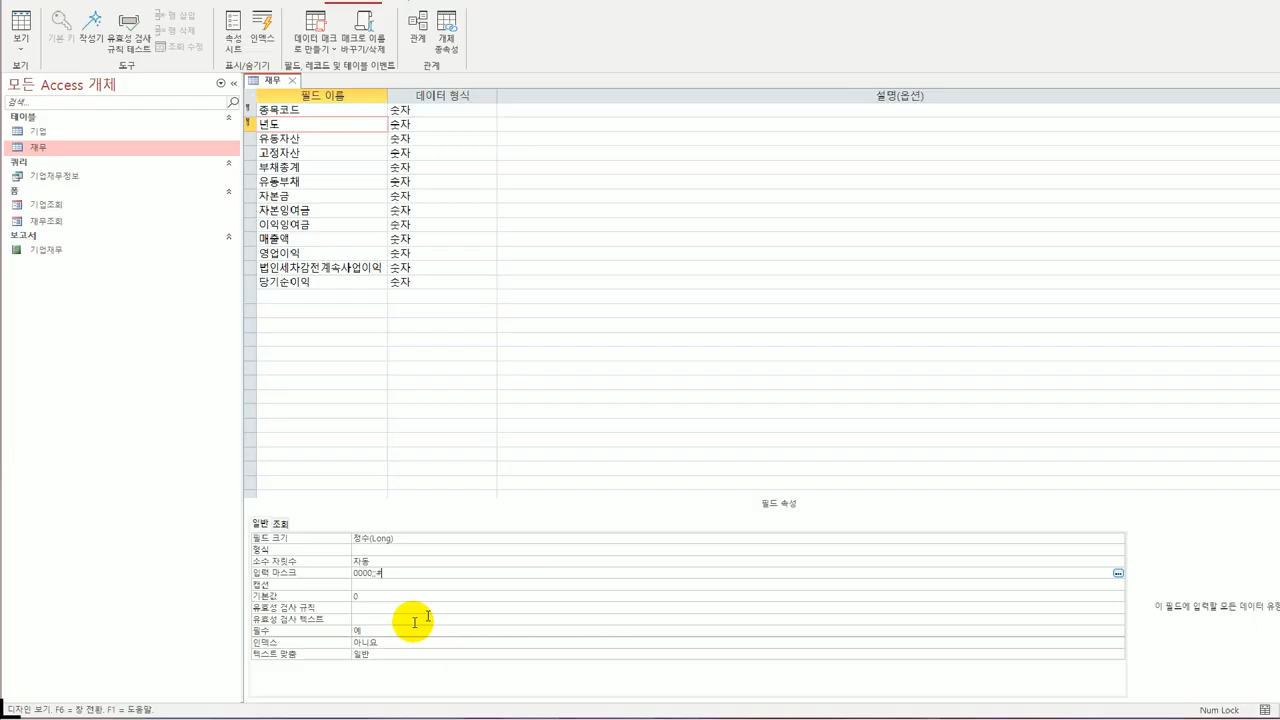 보기
기본 키
작성기
유효성 검사
규칙 테스트
행 삽입
행 삭제
조회 수정
속성
시트
인덱스
데이터 매크
로 만들기
매크로 이름
바꾸기/삭제
관계
개체
종속성
보기
도구
표시/숨기기
필드, 레코드 및 테이블 이벤트
관계
모든 Access 개체
검색...
테이블
기업
재무
쿼리
기업재무정보
폼
기업조회
재무조회
보고서
기업재무
재무
필드 이름
데이터 형식
설명(옵션)
종목코드 숫자
년도 숫자
유동자산 숫자
고정자산 숫자
부채총계 숫자
유동부채 숫자
자본금 숫자
자본잉여금 숫자
이익잉여금 숫자
매출액 숫자
영업이익 숫자
법인세차감전계속사업이익 숫자
당기순이익 숫자
필드 속성
일반 조회
필드 크기 정수(Long)
형식
소수 자릿수 자동
입력 마스크 0000;;#
캡션
기본값 0
유효성 검사 규칙
유효성 검사 텍스트
필수 예
인덱스 아니요
텍스트 맞춤 일반
이 필드에 입력할 모든 데이터 유현
디자인 보기. F6 = 창 전환. F1 = 도움말.
Num Lock